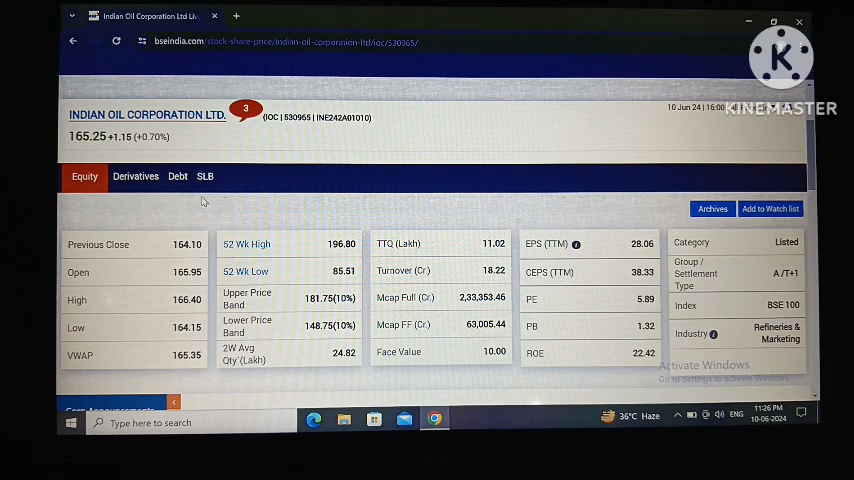 Indian Oil Corporation Ltd Liv
bseindia.com/stock-share-price/indian-oil-corporation-ltd/ioc/530965/
K
KINEMASTER
INDIAN OIL CORPORATION LTD.
3
(IOC | 530965 | INE242A01010)
10 Jun 24 | 16:00
165.25 +1.15 (+0.70%)
Equity Derivatives Debt SLB
Archives Add to Watch list
Previous Close 164.10
Open 165.95
High 166.40
Low 164.15
VWAP 165.35
52 Wk High 196.80
52 Wk Low 85.51
Upper Price Band 181.75(10%)
Lower Price Band 148.75(10%)
2W Avg Qty (Lakh) 24.82
TTQ (Lakh) 11.02
Turnover (Cr.) 18.22
Mcap Full (Cr.) 2,33,353.46
Mcap FF (Cr.) 63,005.44
Face Value 10.00
EPS (TTM) 28.06
CEPS (TTM) 38.33
PE 5.89
PB 1.32
ROE 22.42
Category Listed
Group / Settlement Type A /T+1
Index BSE 100
Industry Refineries & Marketing
Activate Windows
Go to Settings to activate Windows.
Corp Announcements
Type here to search
36°C Haze
ENG
11:26 PM
10-06-2024